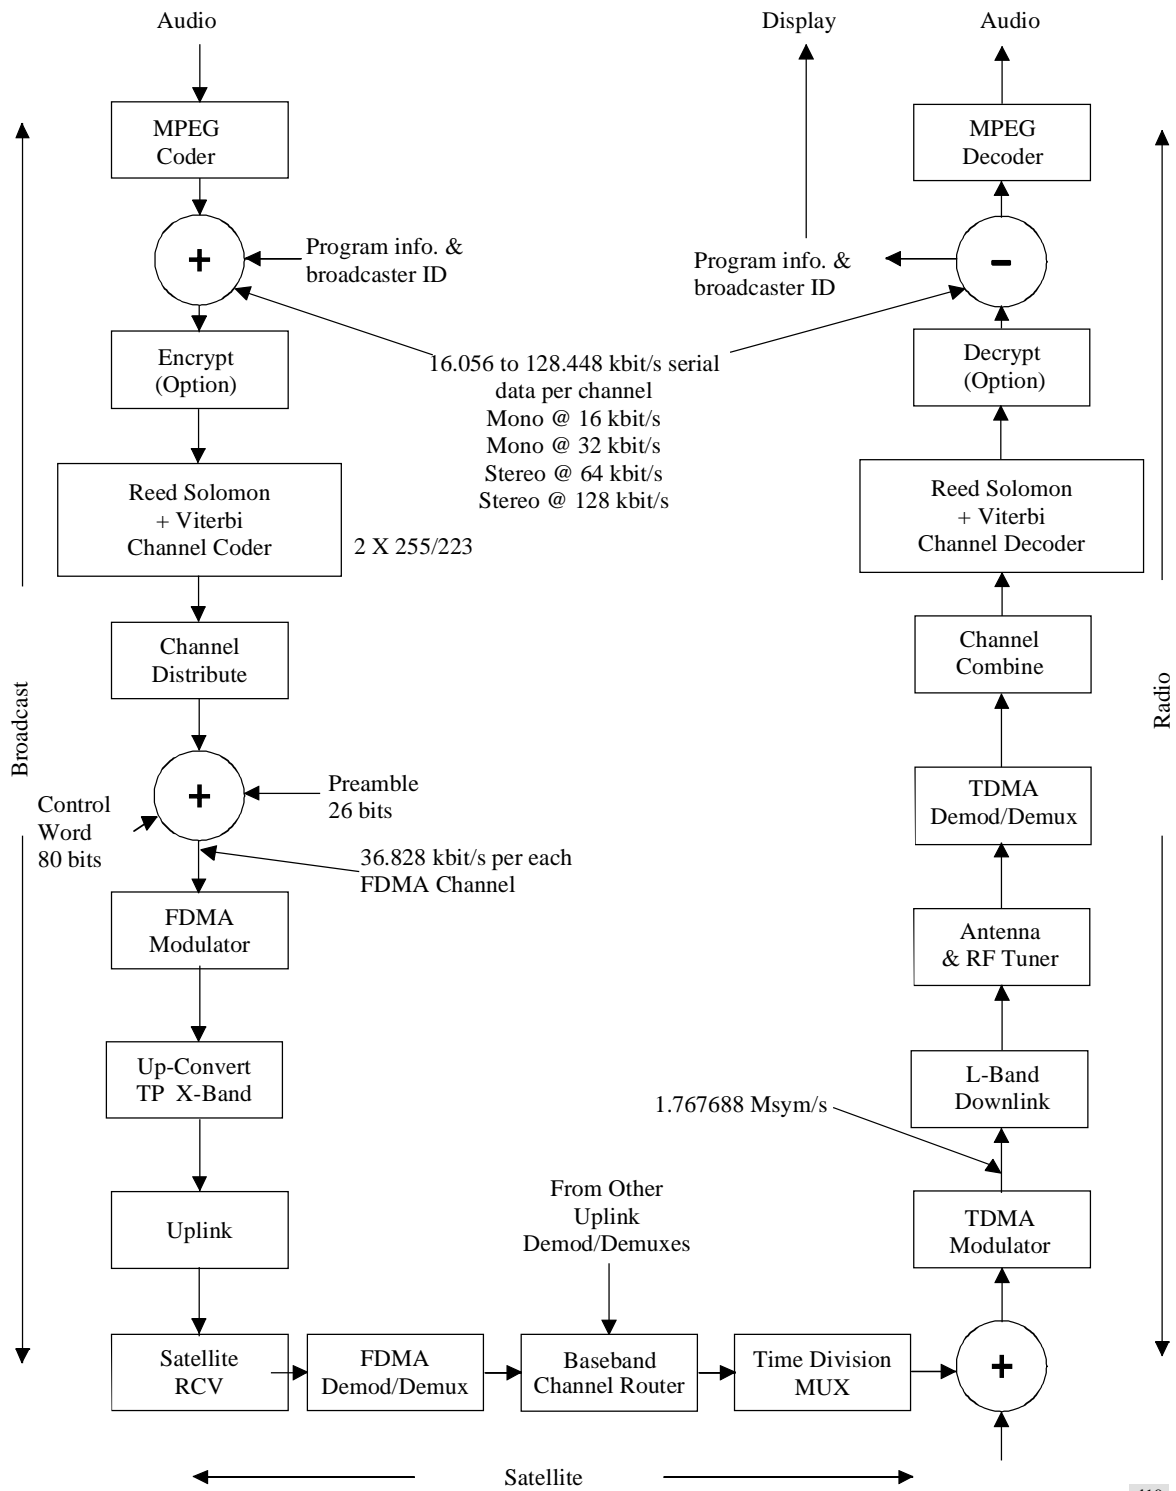 Audio
Display
Audio
MPEG
Coder
MPEG
Decoder
+
Program info. &
broadcaster ID
Program info. &
broadcaster ID
–
Encrypt
(Option)
16.056 to 128.448 kbit/s serial
data per channel
Mono @ 16 kbit/s
Mono @ 32 kbit/s
Stereo @ 64 kbit/s
Stereo @ 128 kbit/s
Decrypt
(Option)
Reed Solomon
+ Viterbi
Channel Coder
2 X 255/223
Reed Solomon
+ Viterbi
Channel Decoder
Channel
Distribute
Channel
Combine
Broadcast
Radio
Control
Word
80 bits
+
Preamble
26 bits
TDMA
Demod/Demux
36.828 kbit/s per each
FDMA Channel
FDMA
Modulator
Antenna
& RF Tuner
Up-Convert
TP X-Band
L-Band
Downlink
1.767688 Msym/s
Uplink
From Other
Uplink
Demod/Demuxes
TDMA
Modulator
Satellite
RCV
FDMA
Demod/Demux
Baseband
Channel Router
Time Division
MUX
+
Satellite